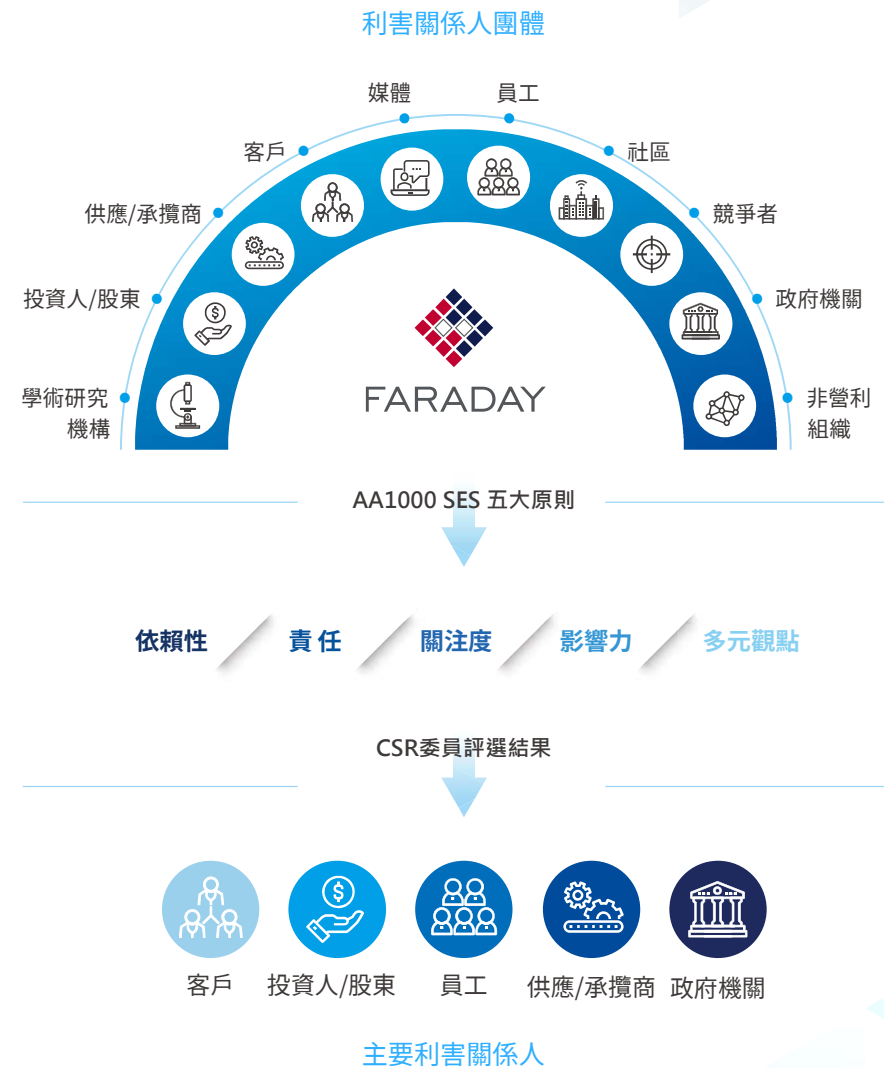 利害關係人團體
媒體
員工
客戶
社區
供應/承攬商
競爭者
投資人/股東
政府機關
學術研究
機構
非營利
組織
FARADAY
AA1000 SES 五大原則
依賴性
責任
關注度
影響力
多元觀點
CSR委員評選結果
客戶
投資人/股東
員工
供應/承攬商
政府機關
主要利害關係人